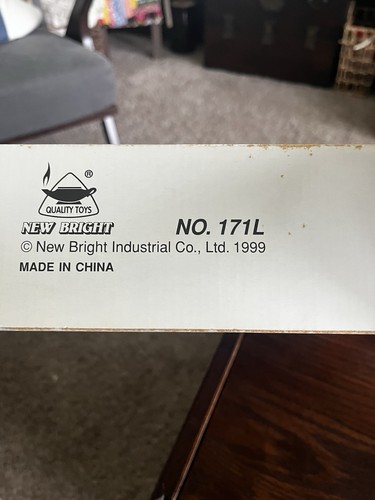 ®
QUALITY TOYS
NEW BRIGHT NO. 171L
© New Bright Industrial Co., Ltd. 1999
MADE IN CHINA